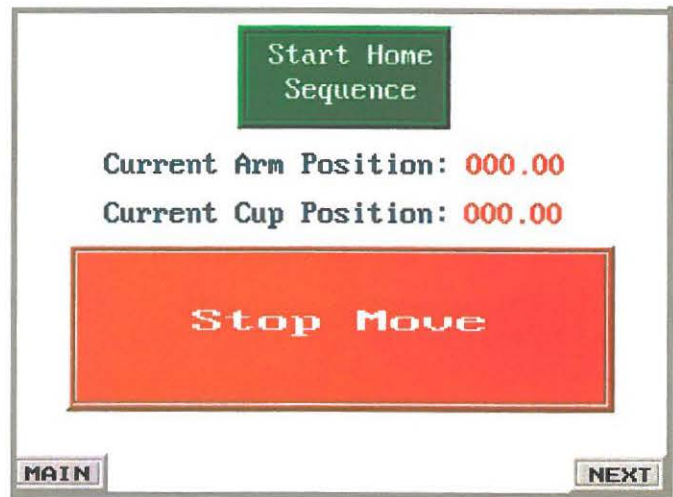 Start Home
Sequence
Current Arm Position: 000.00
Current Cup Position: 000.00
Stop Move
MAIN
NEXT